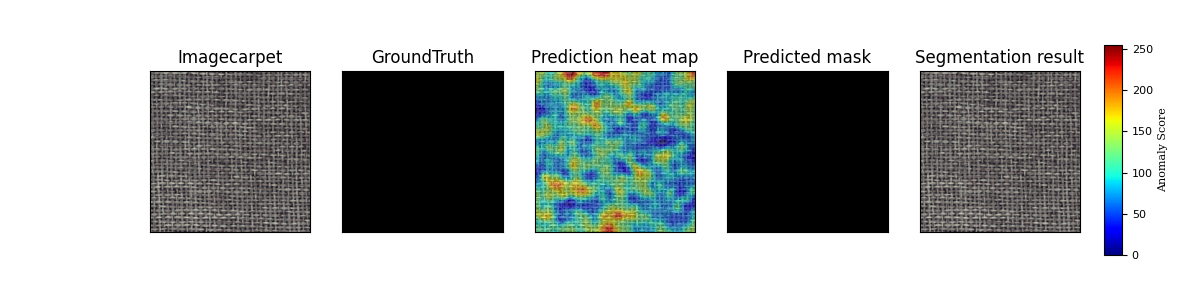 Imagecarpet
GroundTruth
Prediction heat map
Predicted mask
Segmentation result
250
200
150
100
50
0
Anomaly Score